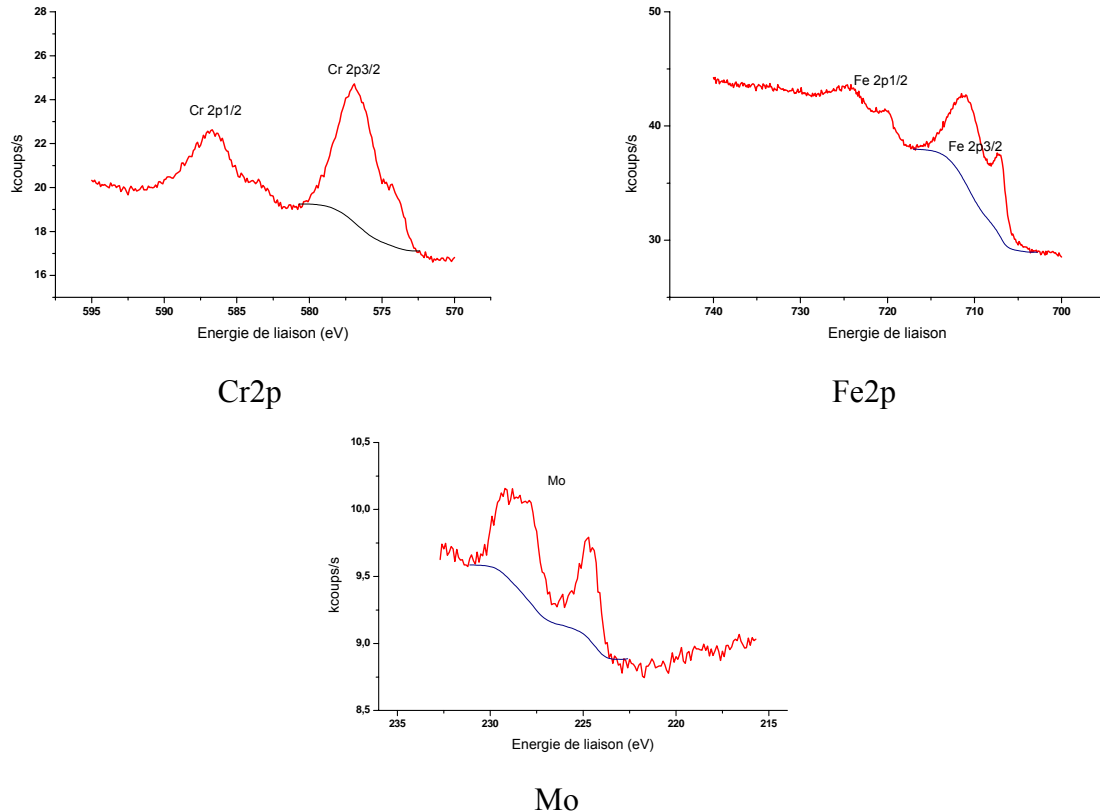 28
26
24
22
20
18
16
kcoups/s
Cr 2p1/2
Cr 2p3/2
595 590 585 580 575 570
Energie de liaison (eV)
Cr2p
50
40
30
kcoups/s
Fe 2p1/2
Fe 2p3/2
740 730 720 710 700
Energie de liaison
Fe2p
10,5
10,0
9,5
9,0
8,5
kcoups/s
Mo
235 230 225 220 215
Energie de liaison (eV)
Mo